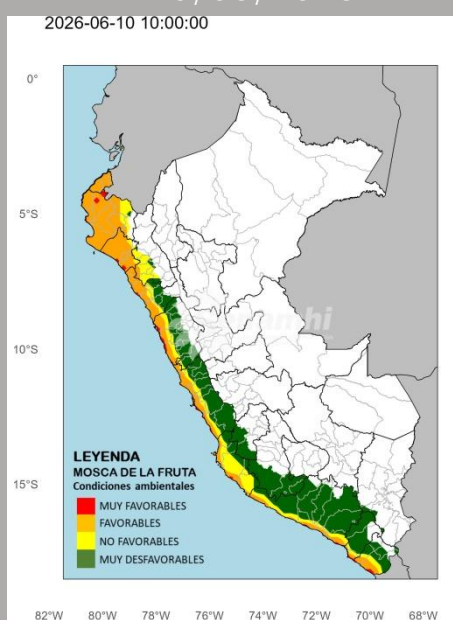 2026-06-10 10:00:00
0°
5°S
10°S
15°S
LEYENDA
MOSCA DE LA FRUTA
Condiciones ambientales
MUY FAVORABLES
FAVORABLES
NO FAVORABLES
MUY DESFAVORABLES
82°W 80°W 78°W 76°W 74°W 72°W 70°W 68°W